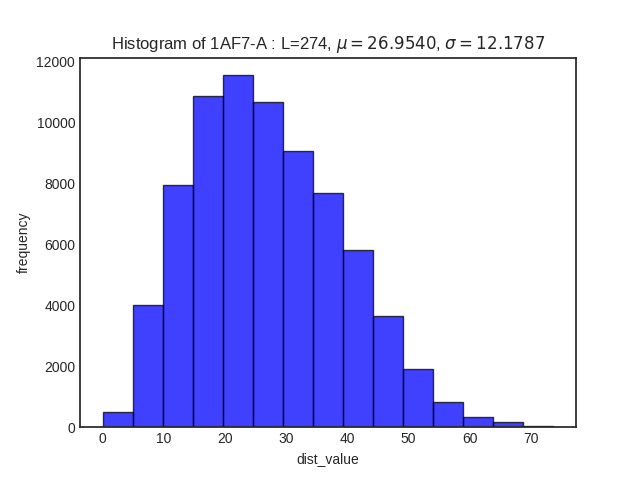 Histogram of 1AF7-A : L=274, μ = 26.9540, σ = 12.1787
12000
10000
8000
6000
4000
2000
0
frequency
0 10 20 30 40 50 60 70
dist_value